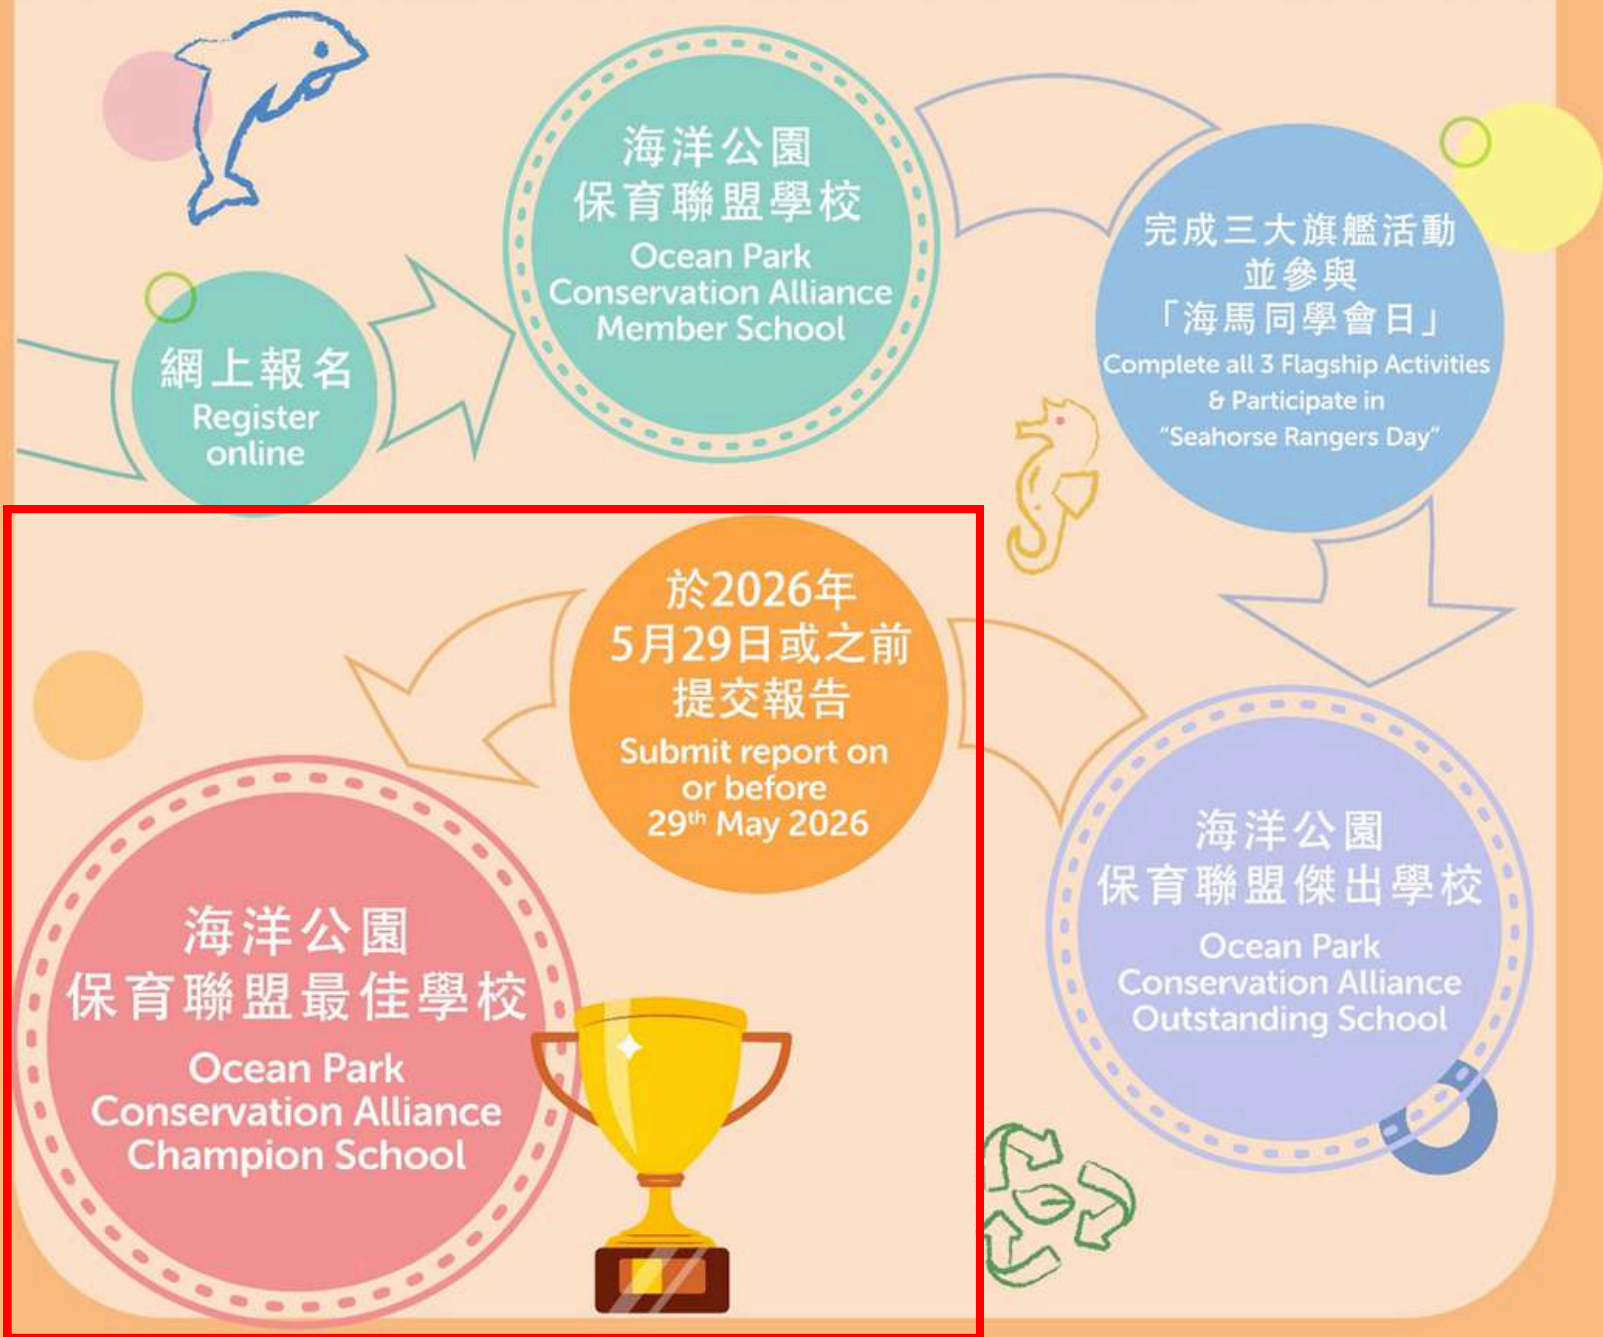 網上報名
Register
online
海洋公園
保育聯盟學校
Ocean Park
Conservation Alliance
Member School
完成三大旗艦活動
並參與
「海馬同學會日」
Complete all 3 Flagship Activities
& Participate in
“Seahorse Rangers Day”
海洋公園
保育聯盟傑出學校
Ocean Park
Conservation Alliance
Outstanding School
於2026年
5月29日或之前
提交報告
Submit report on
or before
29th May 2026
海洋公園
保育聯盟最佳學校
Ocean Park
Conservation Alliance
Champion School